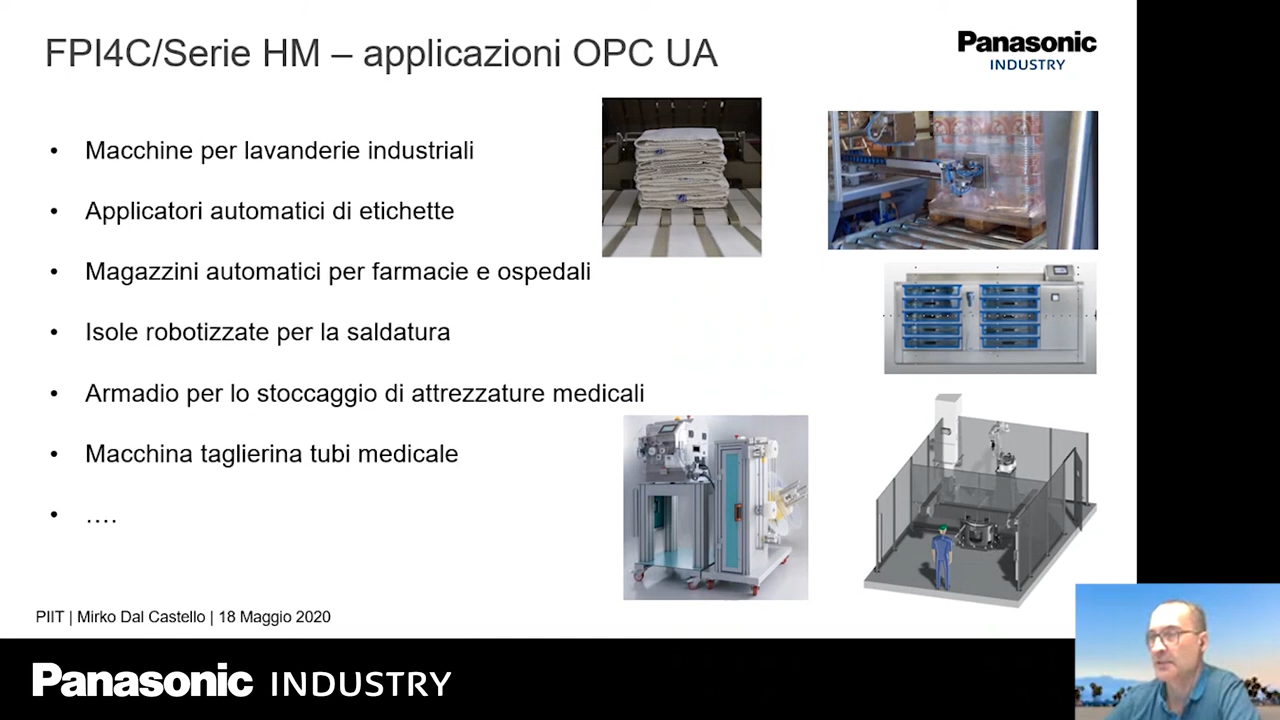 FPI4C/Serie HM – applicazioni OPC UA
Panasonic
INDUSTRY
• Macchine per lavanderie industriali
• Applicatori automatici di etichette
• Magazzini automatici per farmacie e ospedali
• Isole robotizzate per la saldatura
• Armadio per lo stoccaggio di attrezzature medicali
• Macchina taglierina tubi medicale
• ….
PIIT | Mirko Dal Castello | 18 Maggio 2020
Panasonic INDUSTRY